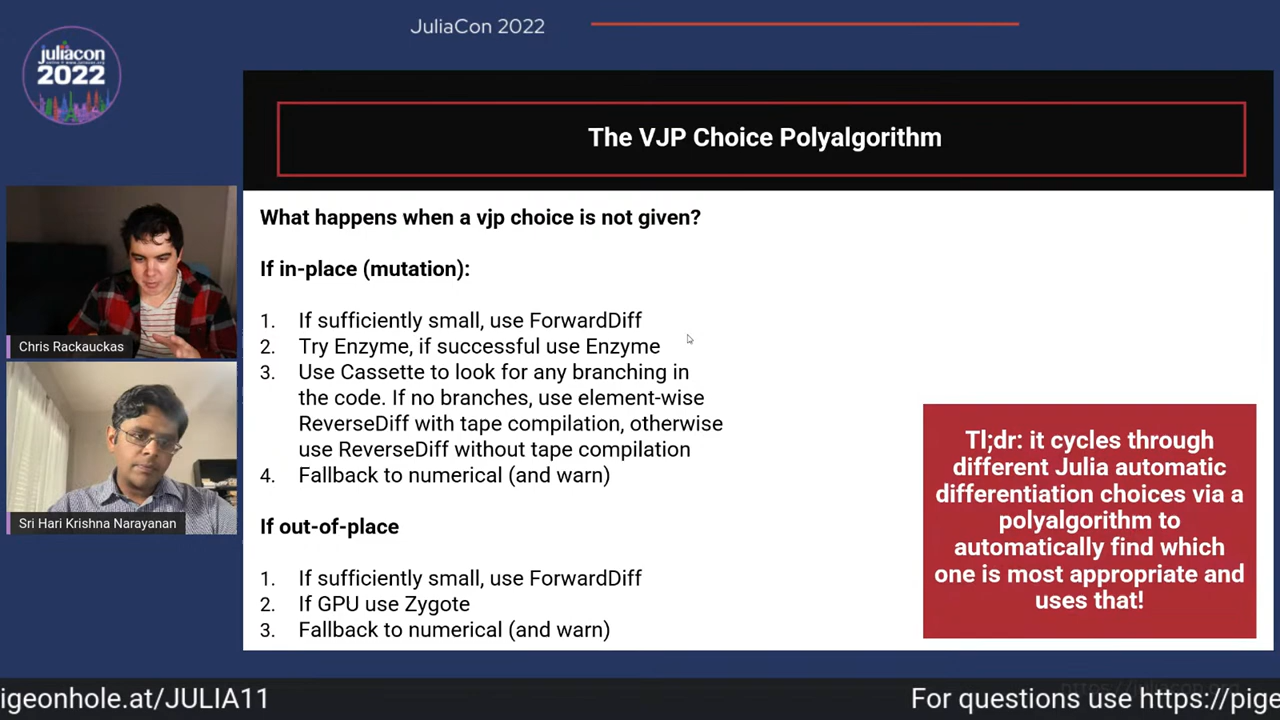 JuliaCon 2022
juliacon
2022
The VJP Choice Polyalgorithm
What happens when a vjp choice is not given?
If in-place (mutation):
1. If sufficiently small, use ForwardDiff
2. Try Enzyme, if successful use Enzyme
3. Use Cassette to look for any branching in
the code. If no branches, use element-wise
ReverseDiff with tape compilation, otherwise
use ReverseDiff without tape compilation
4. Fallback to numerical (and warn)
If out-of-place
1. If sufficiently small, use ForwardDiff
2. If GPU use Zygote
3. Fallback to numerical (and warn)
Tl;dr: it cycles through
different Julia automatic
differentiation choices via a
polyalgorithm to
automatically find which
one is most appropriate and
uses that!
Chris Rackauckas
Sri Hari Krishna Narayanan
https://juliacon.org
igeonhole.at/JULIA11
For questions use https://pige